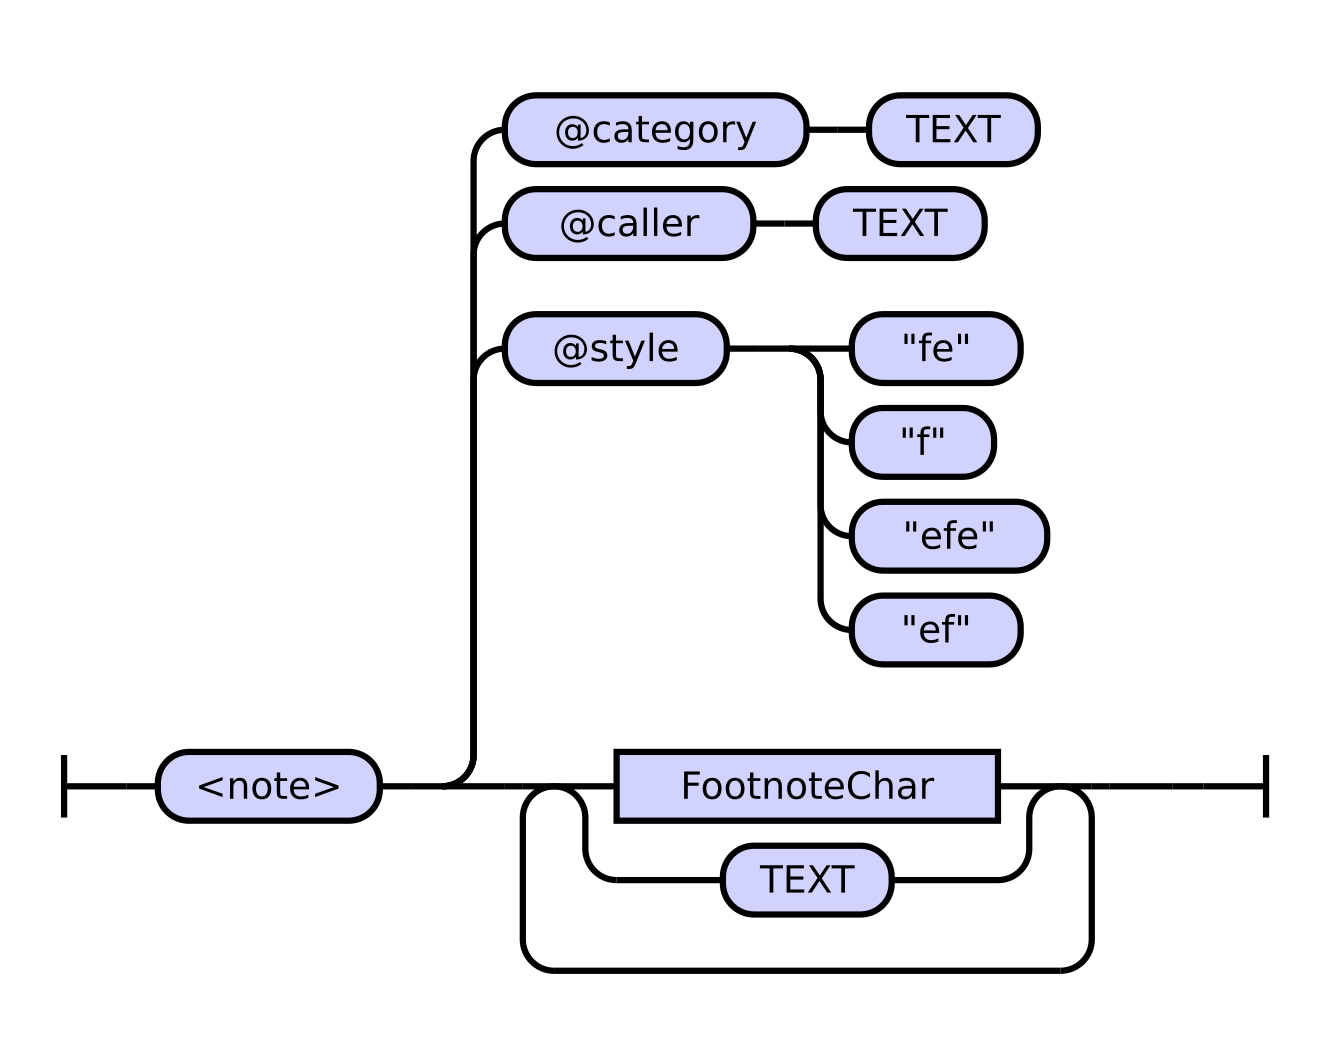 @category TEXT
@caller TEXT
@style "fe"
"f"
"efe"
"ef"
<note> FootnoteChar
TEXT